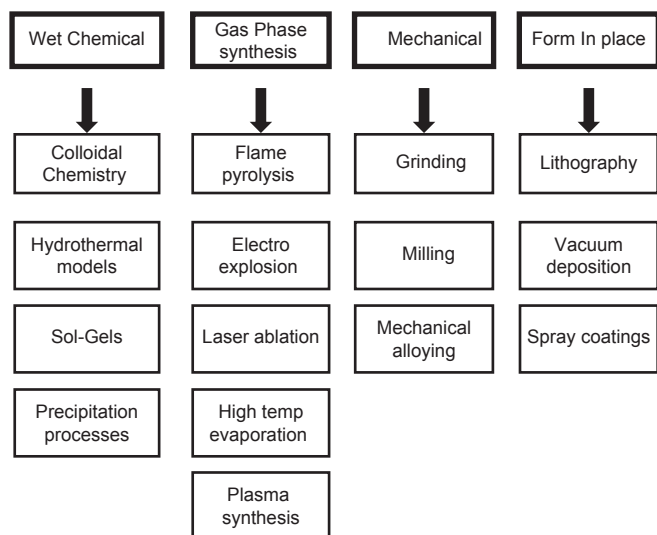 Wet Chemical
Gas Phase
synthesis
Mechanical
Form In place
Colloidal
Chemistry
Flame
pyrolysis
Grinding
Lithography
Hydrothermal
models
Electro
explosion
Milling
Vacuum
deposition
Sol-Gels
Laser ablation
Mechanical
alloying
Spray coatings
Precipitation
processes
High temp
evaporation
Plasma
synthesis